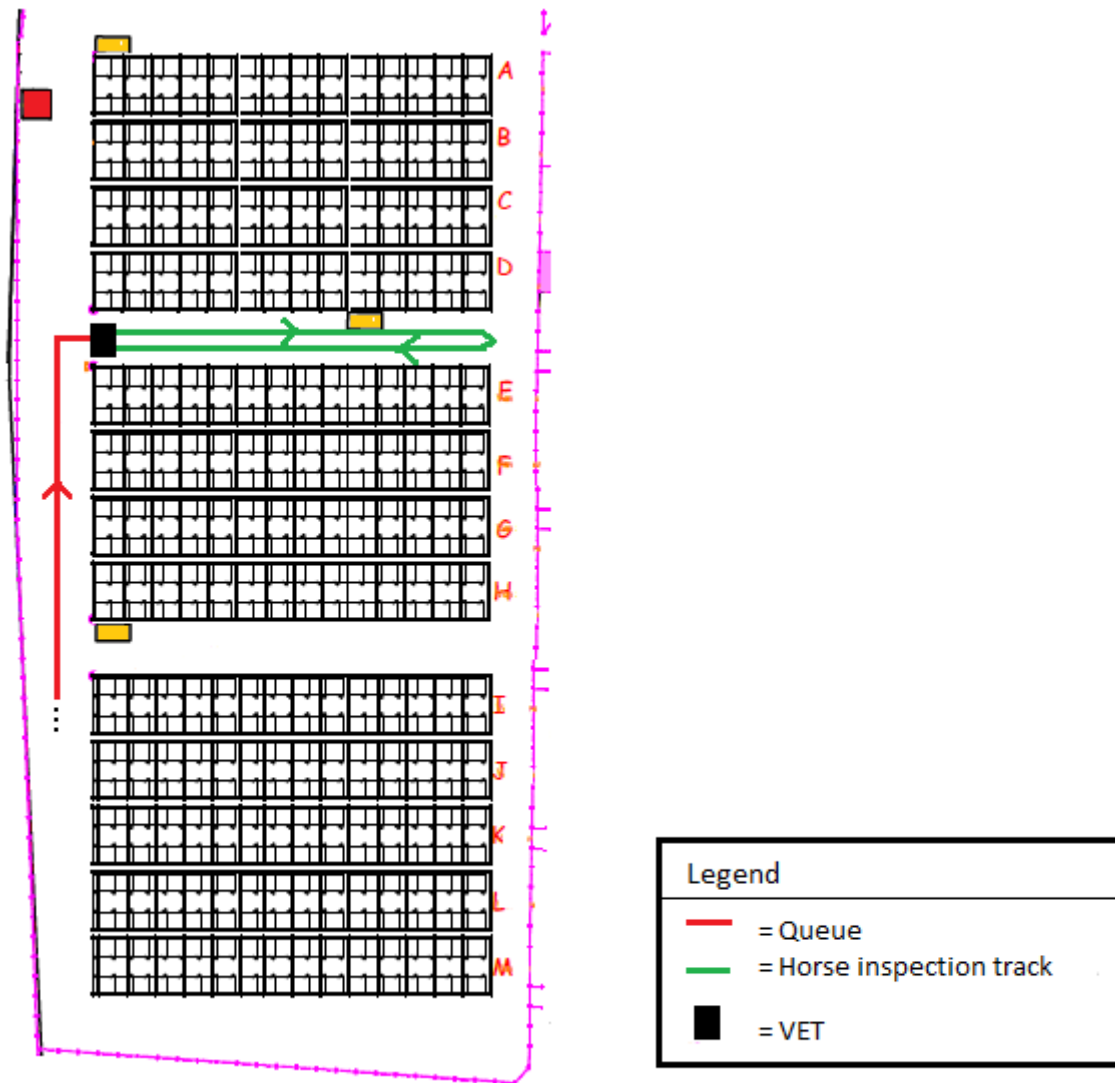 A
B
C
D
E
F
G
H
I
J
K
L
M
Legend
= Queue
= Horse inspection track
= VET